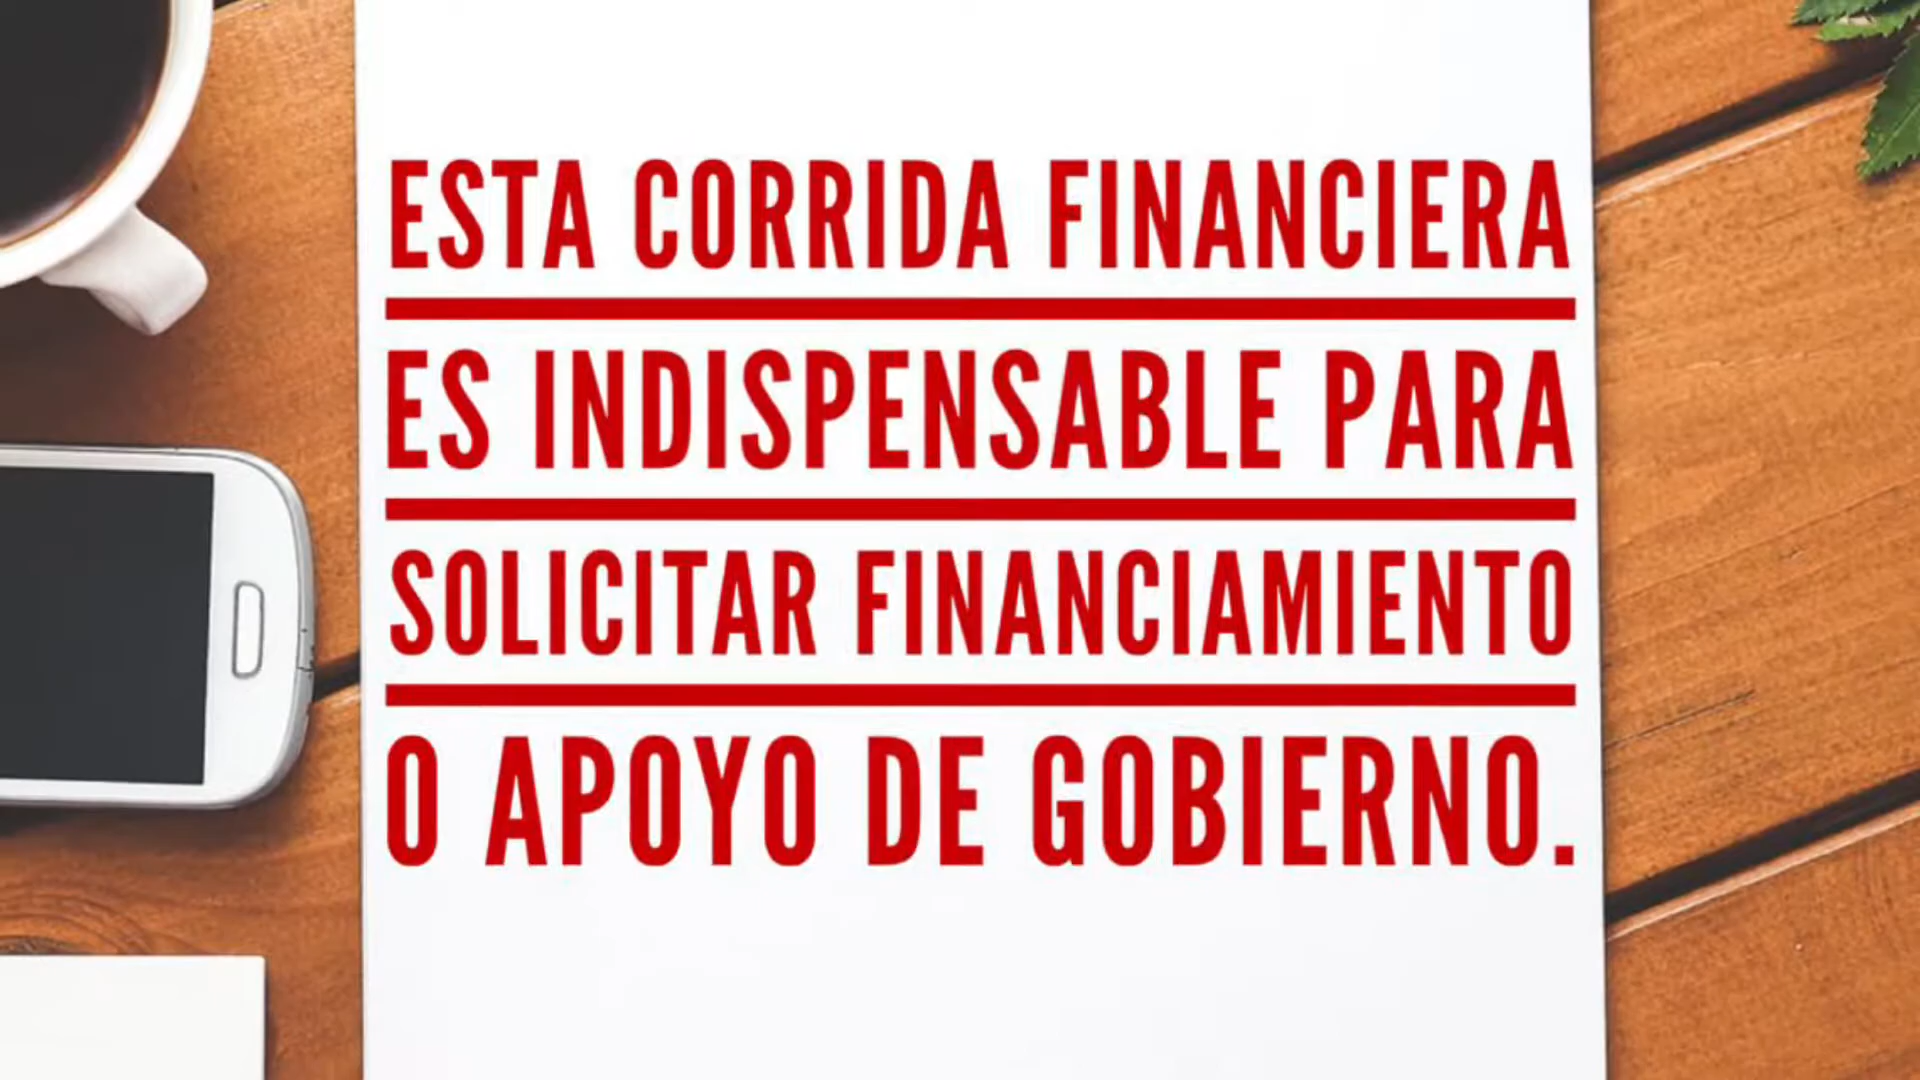 ESTA CORRIDA FINANCIERA
ES INDISPENSABLE PARA
SOLICITAR FINANCIAMIENTO
O APOYO DE GOBIERNO.